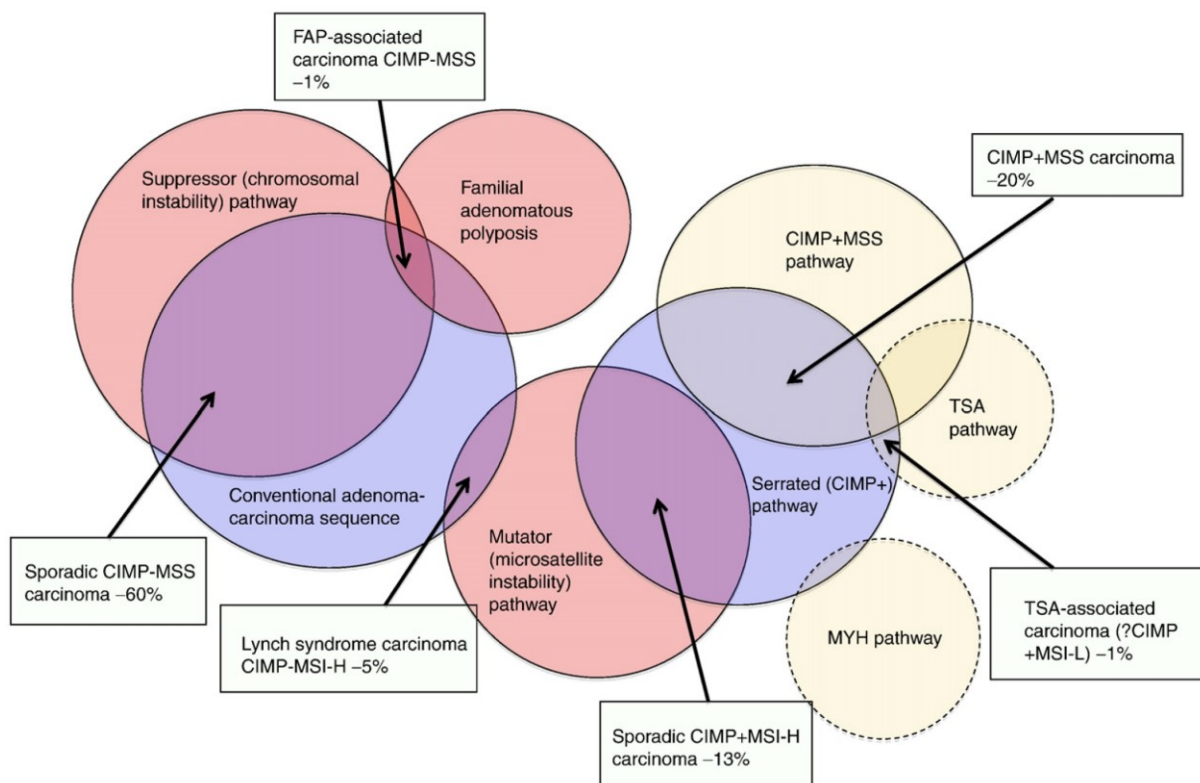 FAP-associated
carcinoma CIMP-MSS
–1%
Suppressor (chromosomal
instability) pathway
Familial
adenomatous
polyposis
CIMP+MSS carcinoma
–20%
CIMP+MSS
pathway
TSA
pathway
Conventional adenoma-
carcinoma sequence
Serrated (CIMP+)
pathway
Mutator
(microsatellite
instability)
pathway
Sporadic CIMP-MSS
carcinoma –60%
Lynch syndrome carcinoma
CIMP-MSI-H –5%
MYH pathway
TSA-associated
carcinoma (?CIMP
+MSI-L) –1%
Sporadic CIMP+MSI-H
carcinoma –13%